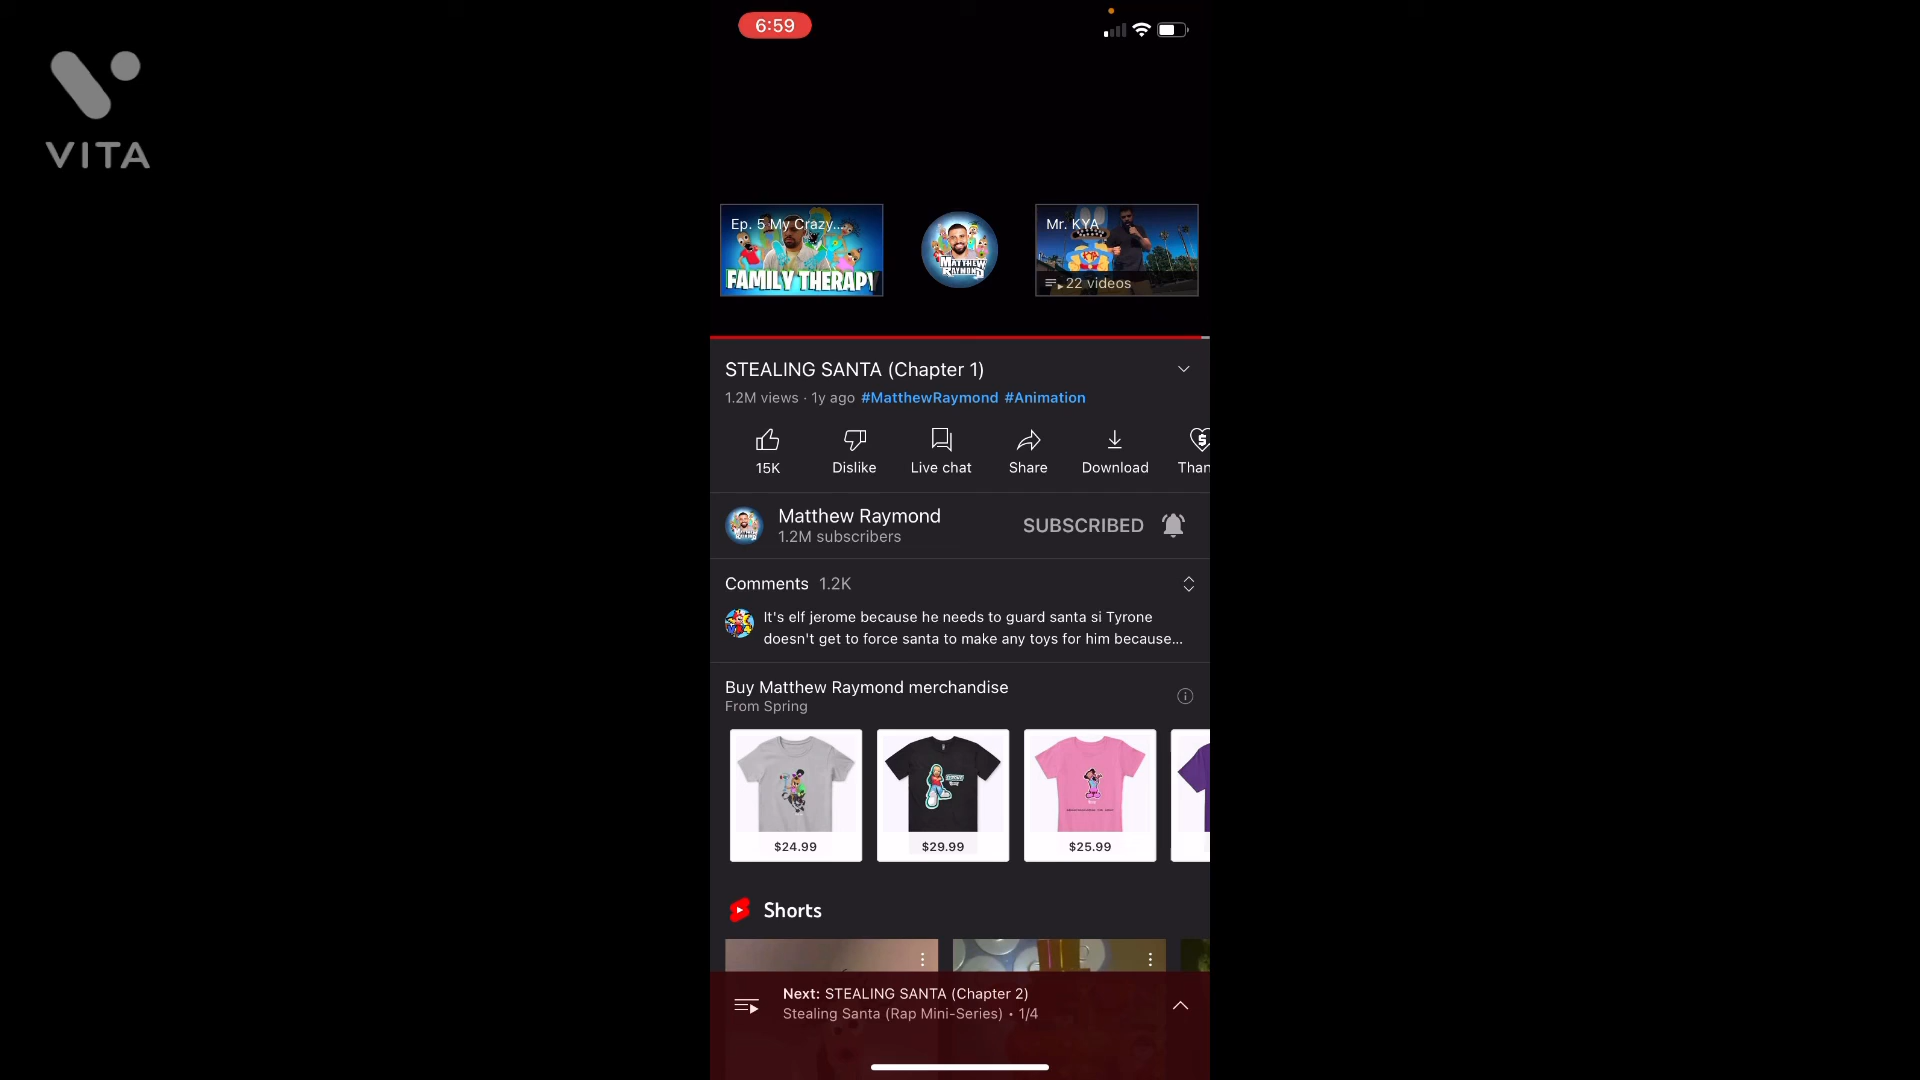 6:59
VITA
Ep. 5 My Crazy...
FAMILY THERAPY
MATTHEW
RAYMOND
Mr. KYA
22 videos
STEALING SANTA (Chapter 1)
1.2M views · 1y ago #MatthewRaymond #Animation
15K
Dislike
Live chat
Share
Download
Than
Matthew Raymond
1.2M subscribers
SUBSCRIBED
Comments 1.2K
It's elf jerome because he needs to guard santa si Tyrone
doesn't get to force santa to make any toys for him because...
Buy Matthew Raymond merchandise
From Spring
$24.99
$29.99
$25.99
Shorts
Next: STEALING SANTA (Chapter 2)
Stealing Santa (Rap Mini-Series) • 1/4